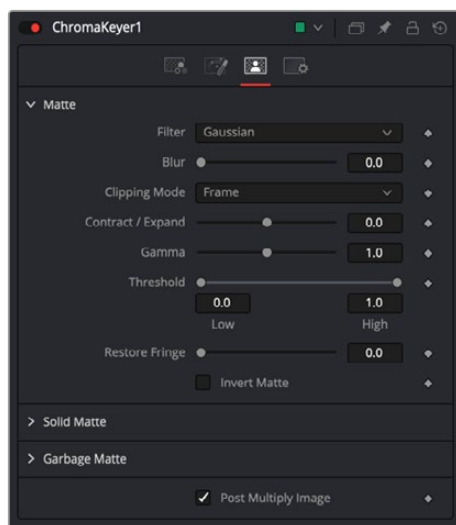 ChromaKeyer1
Matte
Filter Gaussian
Blur 0.0
Clipping Mode Frame
Contract / Expand 0.0
Gamma 1.0
Threshold
0.0 1.0
Low High
Restore Fringe 0.0
Invert Matte
Solid Matte
Garbage Matte
Post Multiply Image